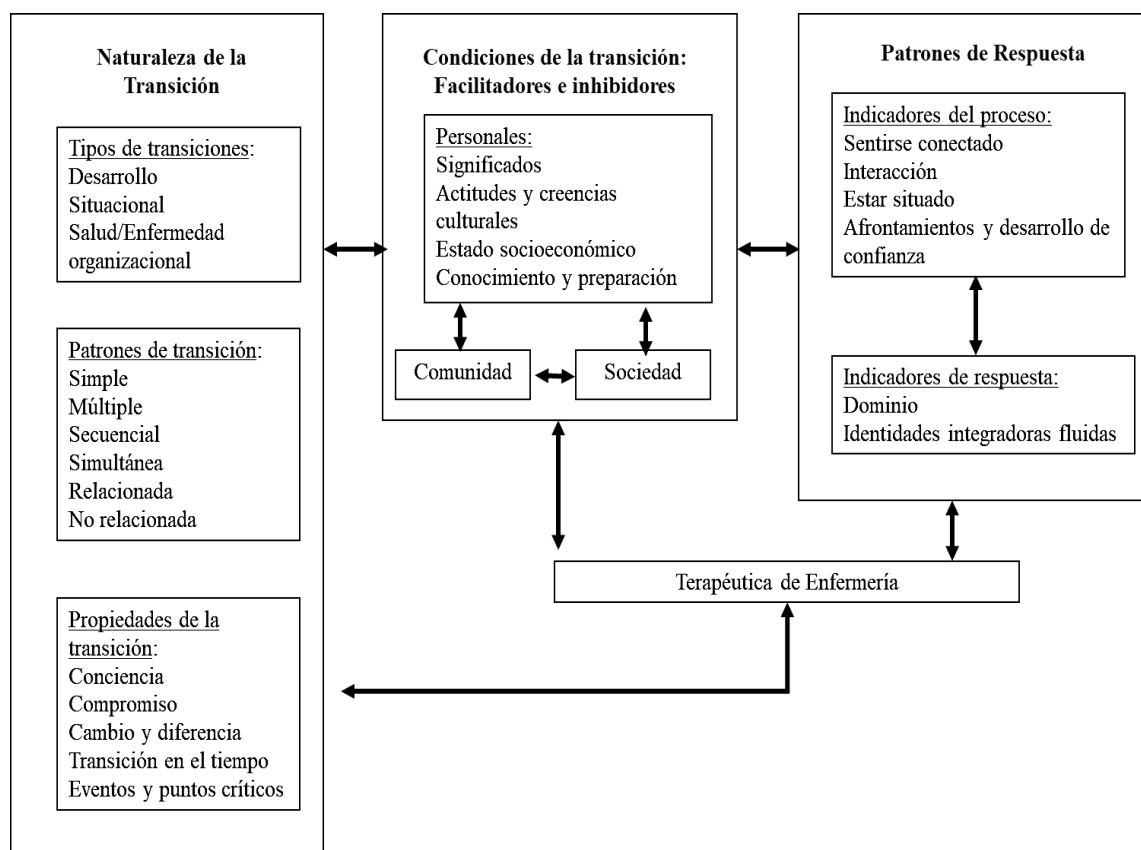 Naturaleza de la
Transición
Tipos de transiciones:
Desarrollo
Situacional
Salud/Enfermedad
organizacional
Patrones de transición:
Simple
Múltiple
Secuencial
Simultánea
Relacionada
No relacionada
Propiedades de la
transición:
Conciencia
Compromiso
Cambio y diferencia
Transición en el tiempo
Eventos y puntos críticos
Condiciones de la transición:
Facilitadores e inhibidores
Personales:
Significados
Actitudes y creencias
culturales
Estado socioeconómico
Conocimiento y preparación
Comunidad
Sociedad
Patrones de Respuesta
Indicadores del proceso:
Sentirse conectado
Interacción
Estar situado
Afrontamientos y desarrollo de
confianza
Indicadores de respuesta:
Dominio
Identidades integradoras fluidas
Terapéutica de Enfermería